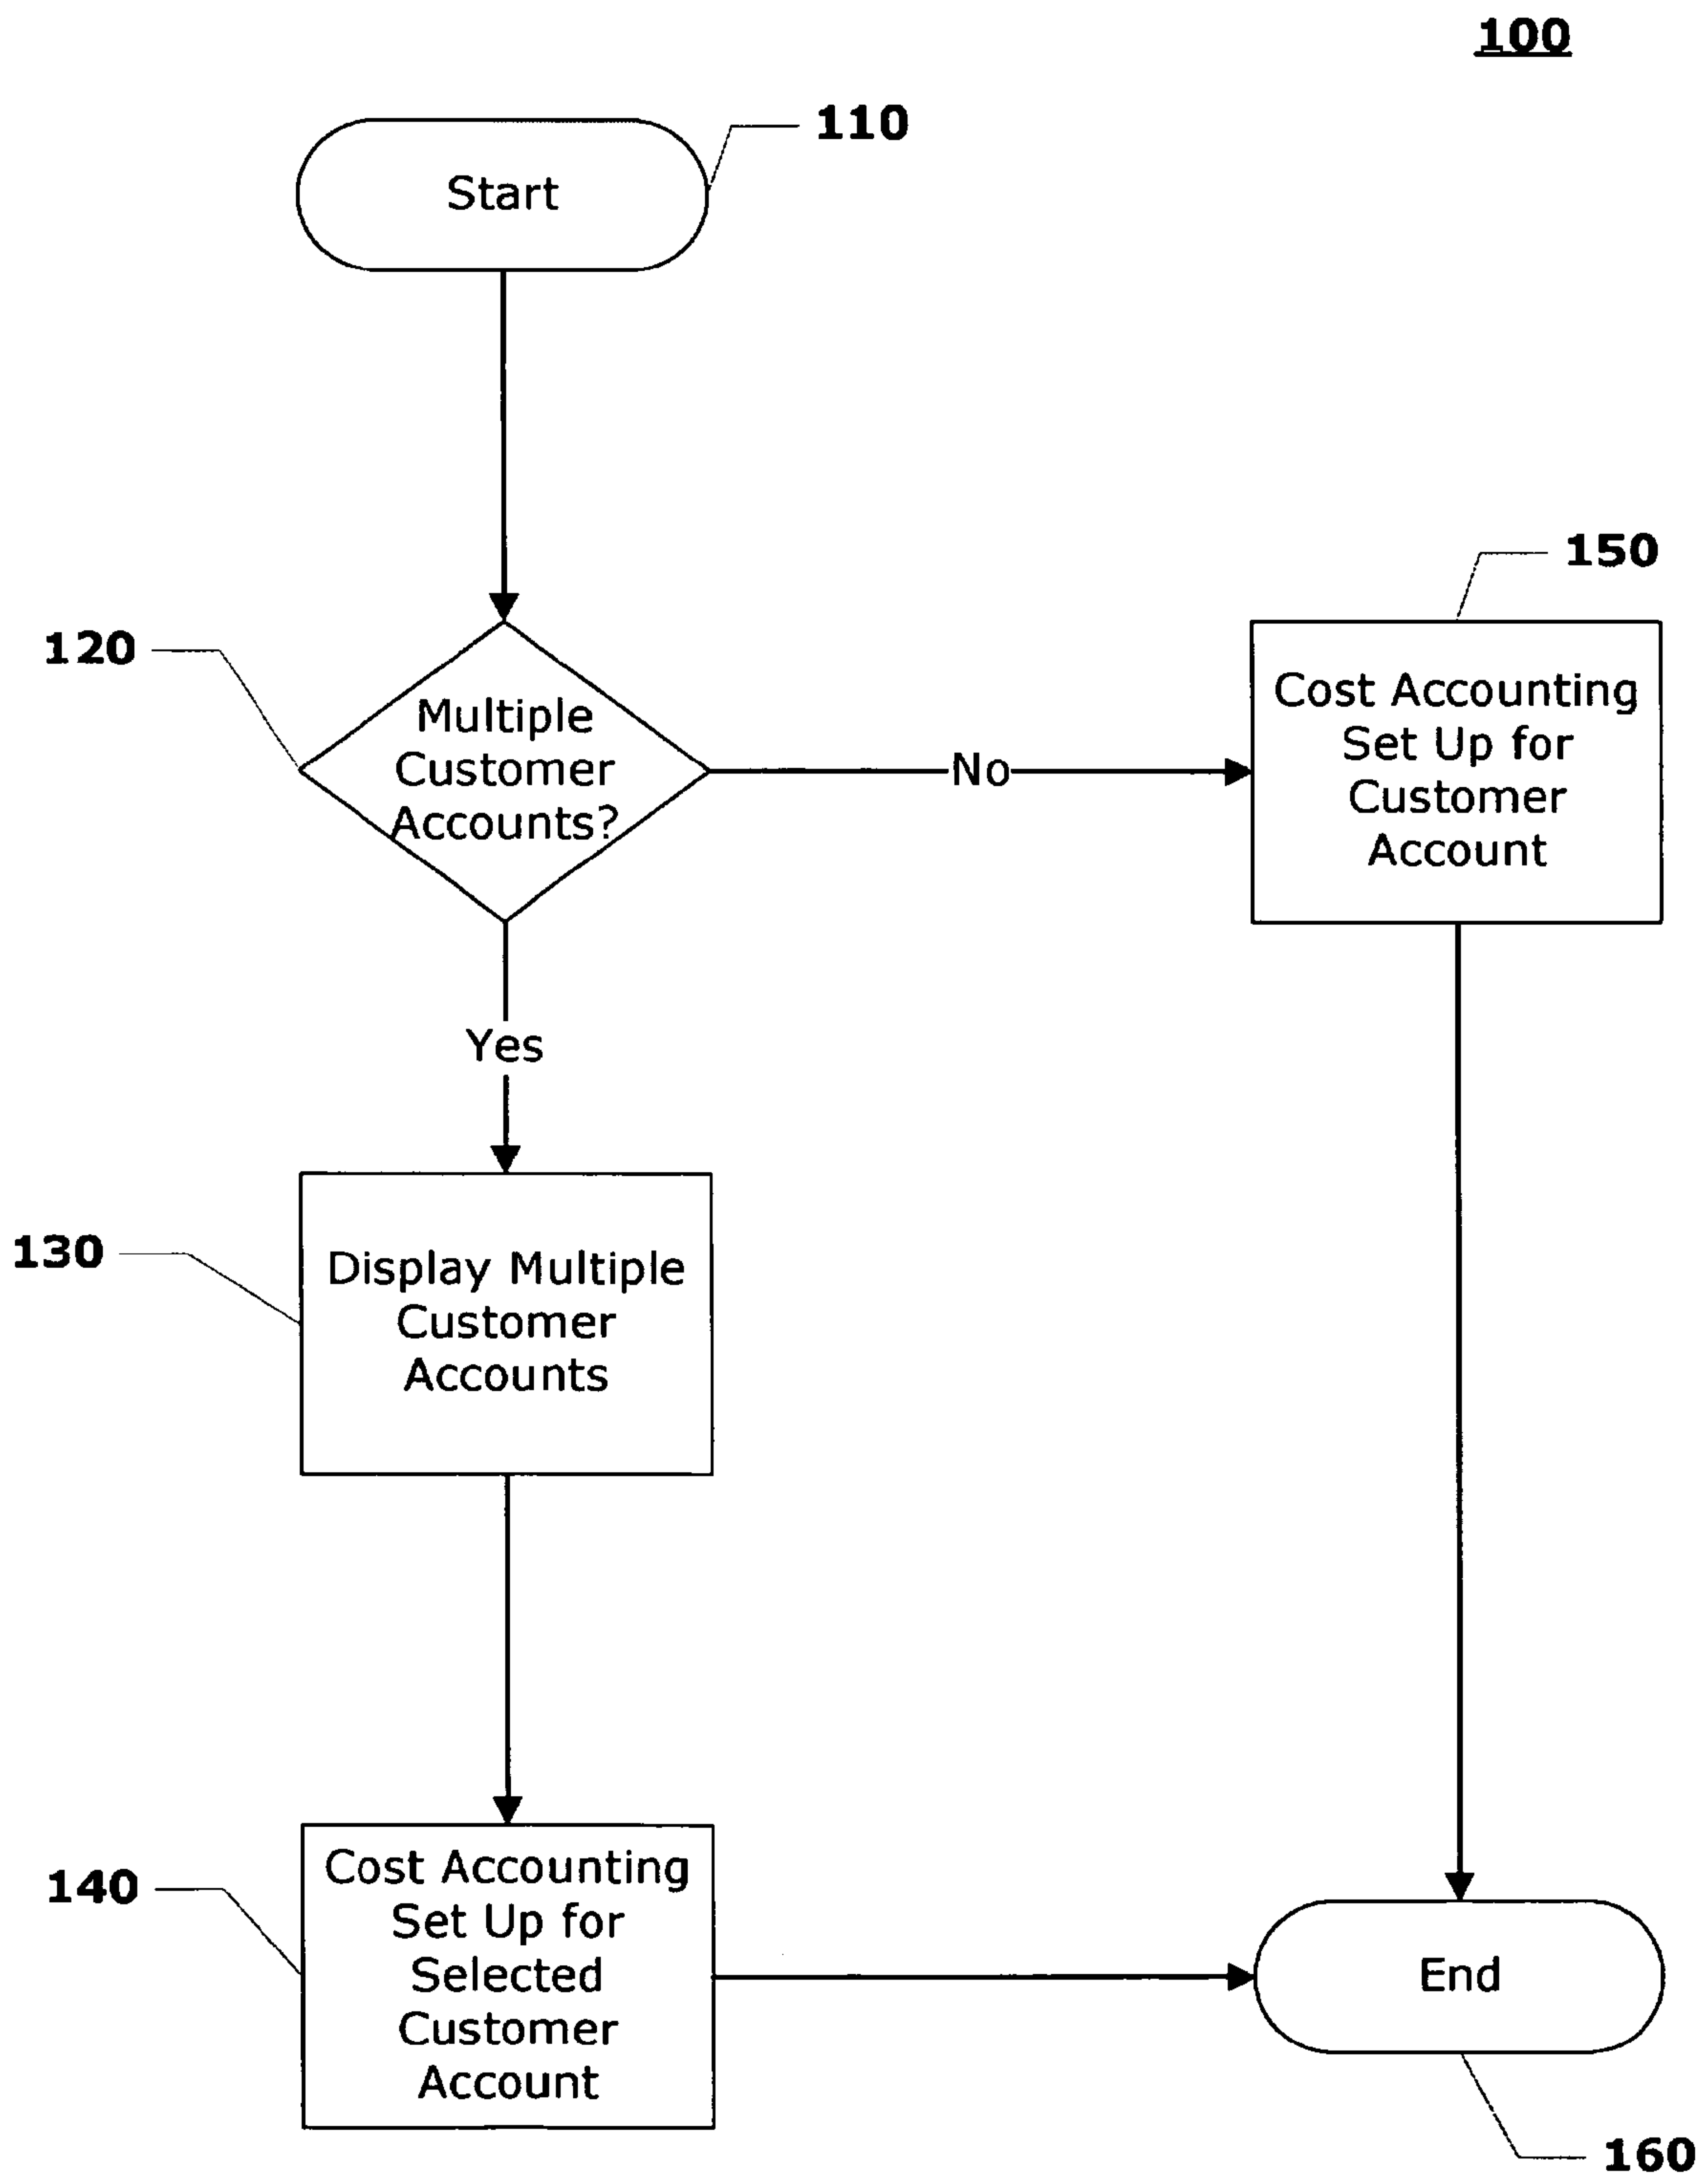 100
110
Start
150
120
Multiple
Customer
Accounts?
No
Cost Accounting
Set Up for
Customer
Account
Yes
130
Display Multiple
Customer
Accounts
140
Cost Accounting
Set Up for
Selected
Customer
Account
End
160